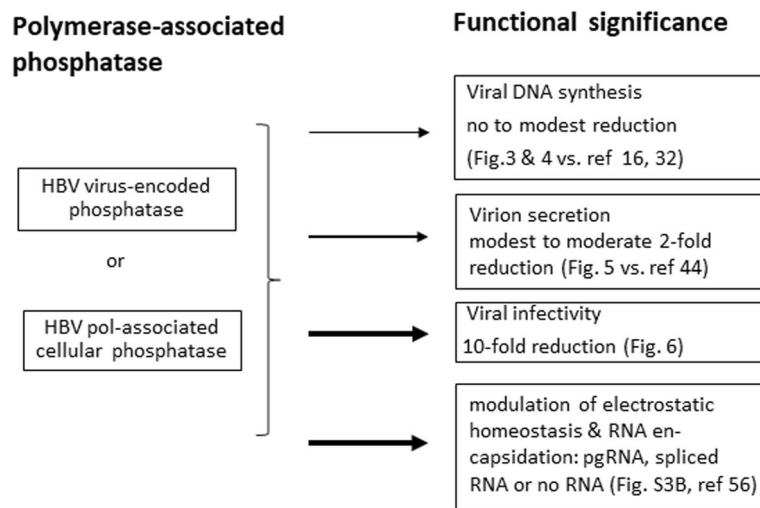 Polymerase-associated
phosphatase
HBV virus-encoded
phosphatase
or
HBV pol-associated
cellular phosphatase
Functional significance
Viral DNA synthesis
no to modest reduction
(Fig.3 & 4 vs. ref 16, 32)
Virion secretion
modest to moderate 2-fold
reduction (Fig. 5 vs. ref 44)
Viral infectivity
10-fold reduction (Fig. 6)
modulation of electrostatic
homeostasis & RNA en-
capsidation: pgRNA, spliced
RNA or no RNA (Fig. S3B, ref 56)